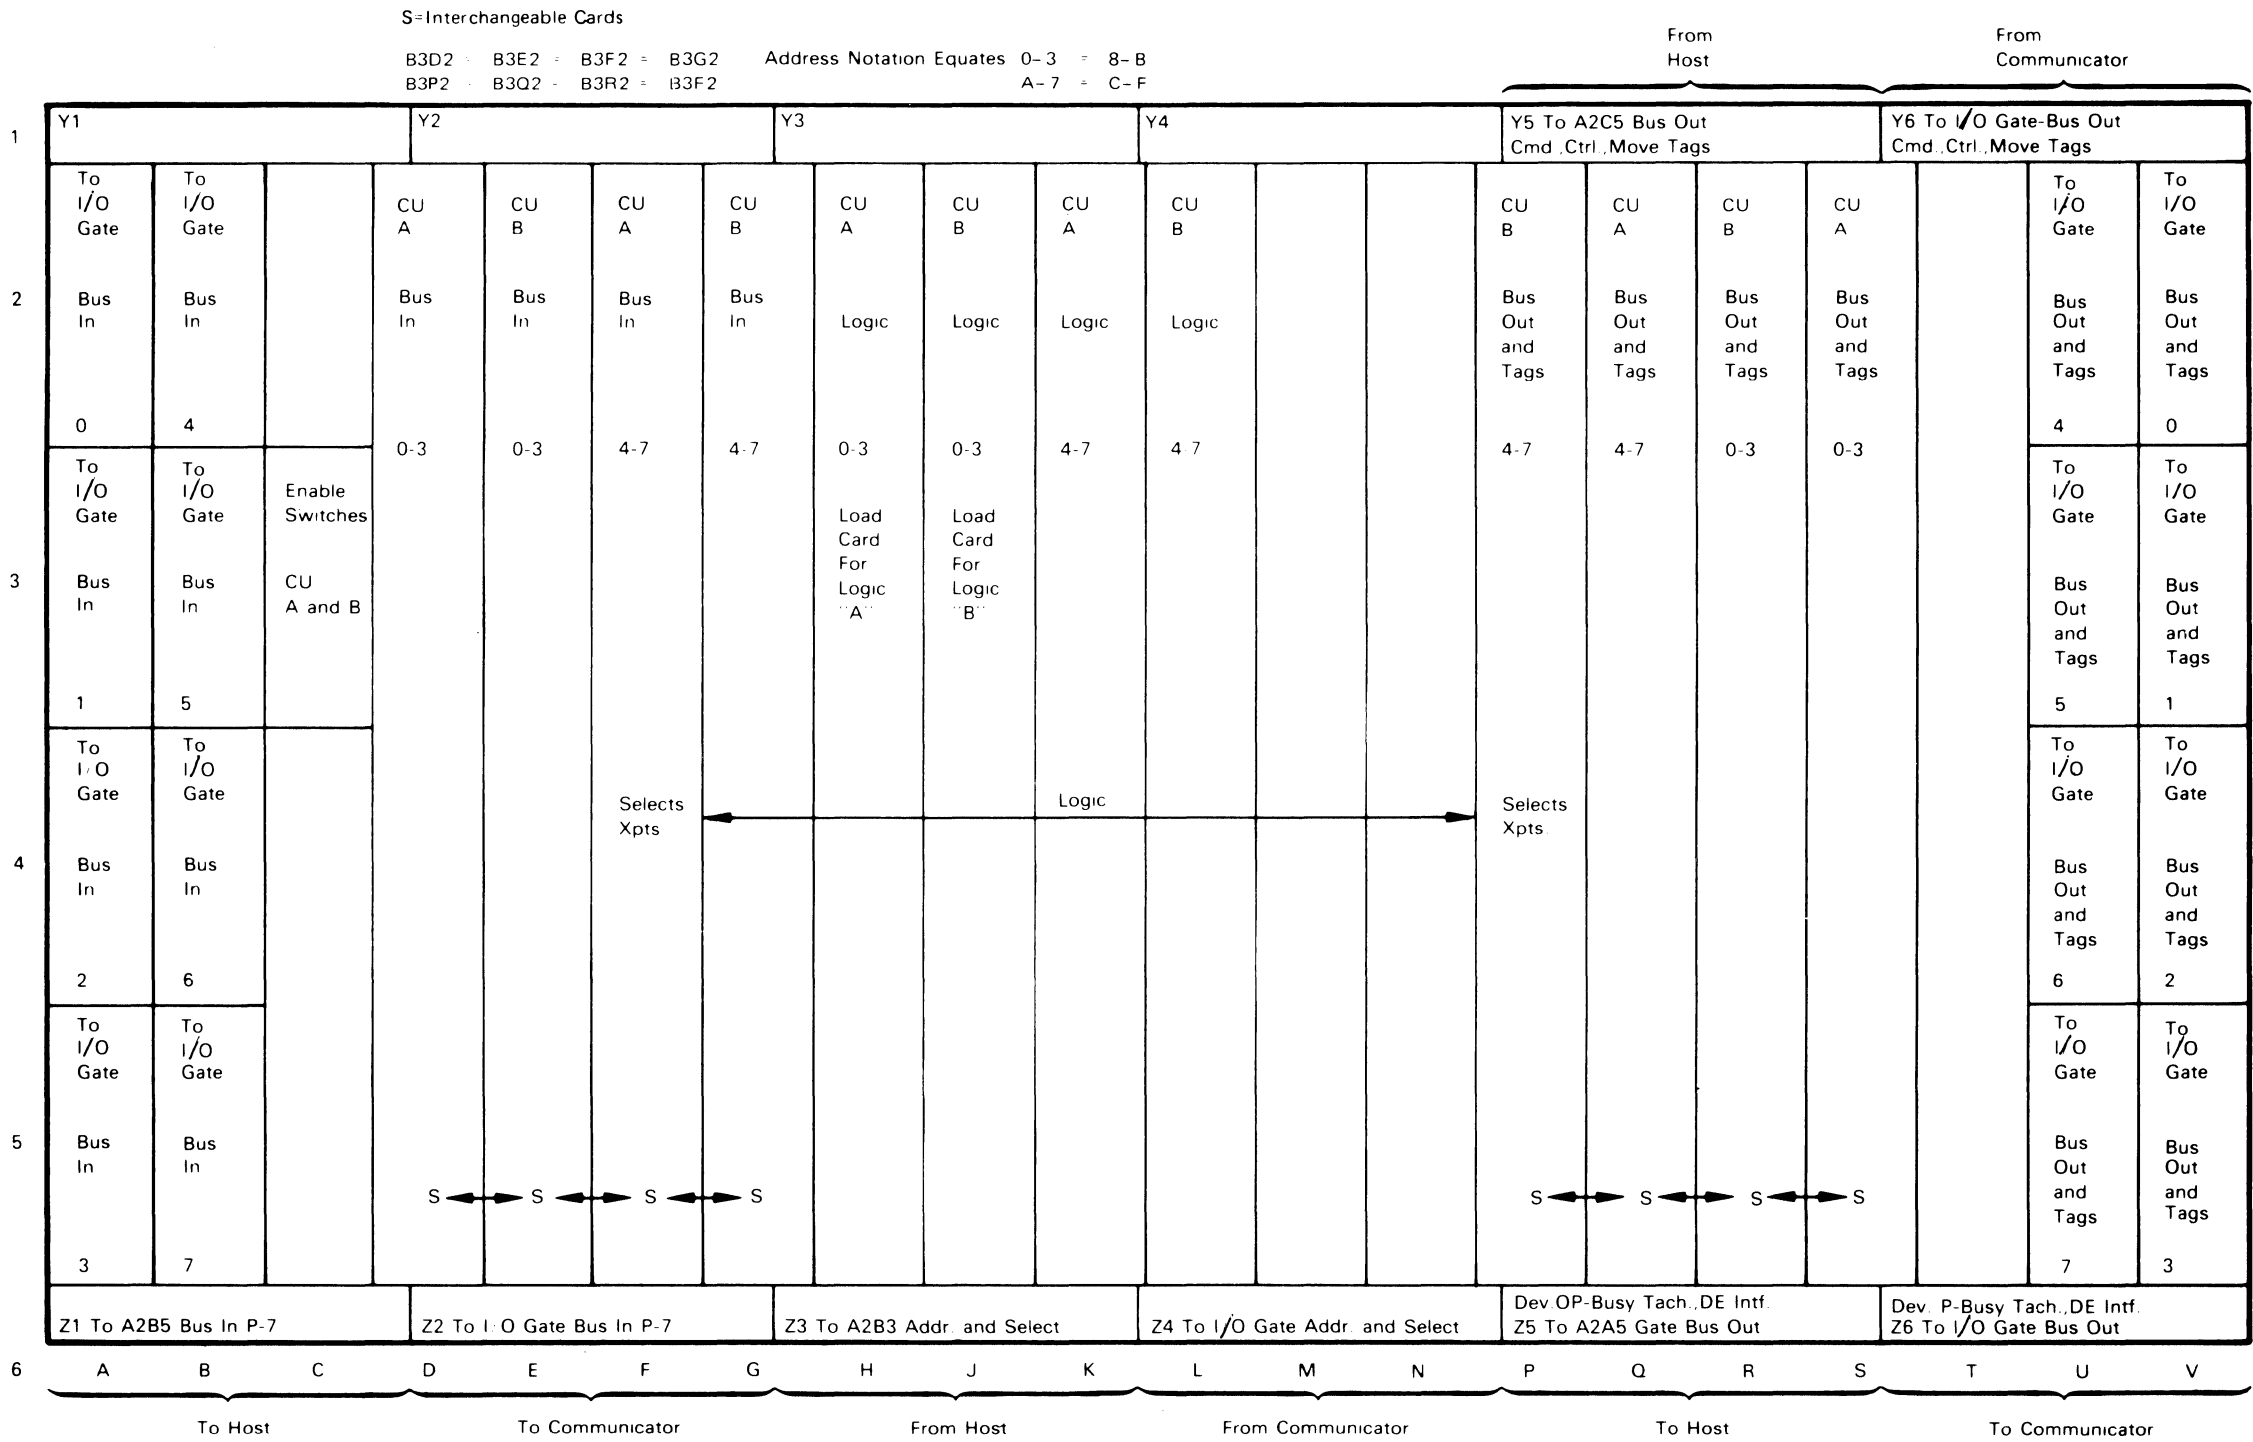 S=Interchangeable Cards
B3D2 - B3E2 = B3F2 = B3G2 Address Notation Equates 0-3 = 8-B
B3P2 - B3Q2 - B3R2 = B3F2 A-7 = C-F
From
Host
From
Communicator
1
Y1
Y2
Y3
Y4
Y5 To A2C5 Bus Out
Cmd.,Ctrl.,Move Tags
Y6 To I/O Gate-Bus Out
Cmd.,Ctrl.,Move Tags
2
To
I/O
Gate
Bus
In
0
To
I/O
Gate
Bus
In
4
CU
A
Bus
In
0-3
CU
B
Bus
In
0-3
CU
A
Bus
In
4-7
CU
B
Bus
In
4-7
CU
A
Logic
0-3
CU
B
Logic
0-3
CU
A
Logic
4-7
CU
B
Logic
4-7
CU
B
Bus
Out
and
Tags
4-7
CU
A
Bus
Out
and
Tags
4-7
CU
B
Bus
Out
and
Tags
0-3
CU
A
Bus
Out
and
Tags
0-3
To
I/O
Gate
Bus
Out
and
Tags
4
To
I/O
Gate
Bus
Out
and
Tags
0
3
To
I/O
Gate
Bus
In
1
To
I/O
Gate
Bus
In
5
Enable
Switches
CU
A and B
Load
Card
For
Logic
"A"
Load
Card
For
Logic
"B"
To
I/O
Gate
Bus
Out
and
Tags
5
To
I/O
Gate
Bus
Out
and
Tags
1
4
To
I/O
Gate
Bus
In
2
To
I/O
Gate
Bus
In
6
Selects
Xpts
Logic
Selects
Xpts.
To
I/O
Gate
Bus
Out
and
Tags
6
To
I/O
Gate
Bus
Out
and
Tags
2
5
To
I/O
Gate
Bus
In
3
To
I/O
Gate
Bus
In
7
S S S S
S S S S
To
I/O
Gate
Bus
Out
and
Tags
7
To
I/O
Gate
Bus
Out
and
Tags
3
Z1 To A2B5 Bus In P-7
Z2 To I/O Gate Bus In P-7
Z3 To A2B3 Addr. and Select
Z4 To I/O Gate Addr. and Select
Dev.OP-Busy Tach.,DE Intf.
Z5 To A2A5 Gate Bus Out
Dev. P-Busy Tach.,DE Intf.
Z6 To I/O Gate Bus Out
6 A B C D E F G H J K L M N P Q R S T U V
To Host To Communicator From Host From Communicator To Host To Communicator